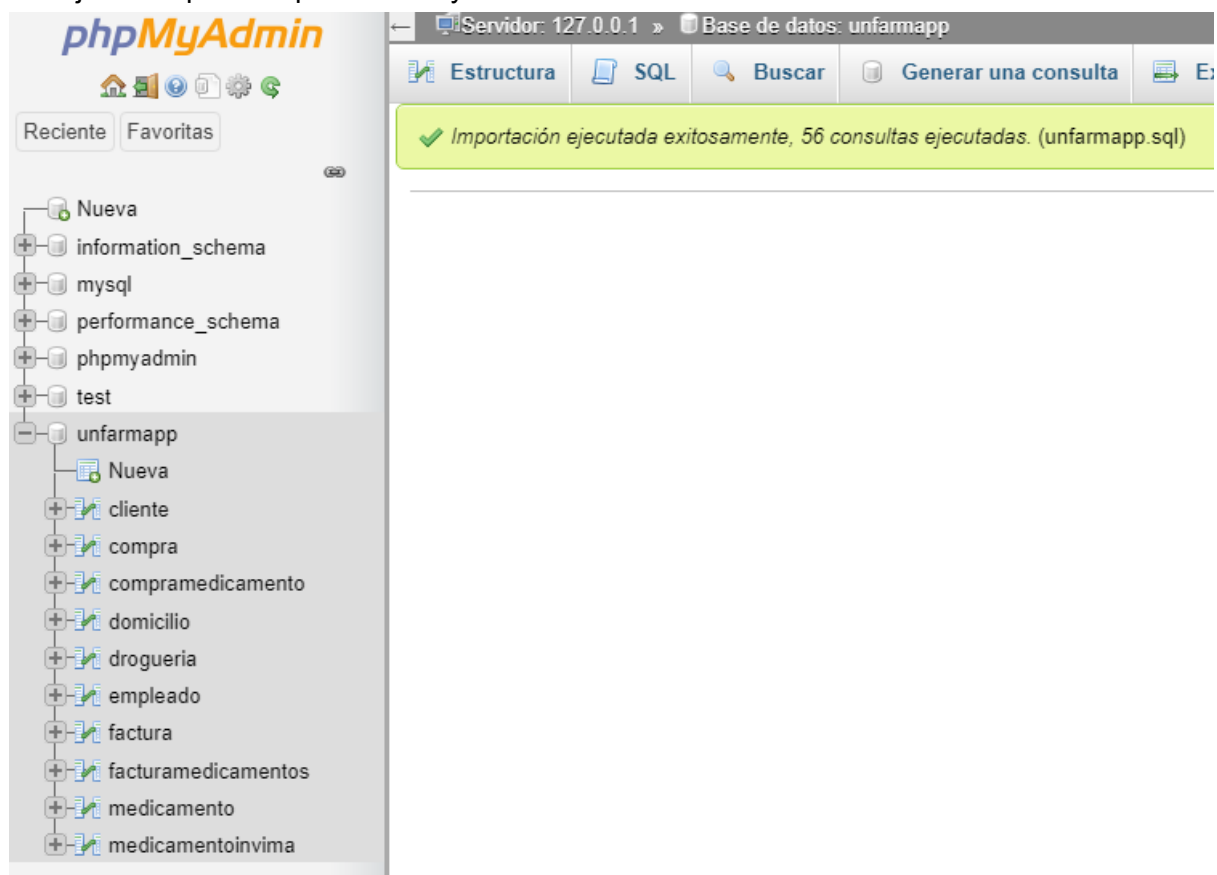 phpMyAdmin
Reciente Favoritas
Nueva
information_schema
mysql
performance_schema
phpmyadmin
test
unfarmapp
Nueva
cliente
compra
compramedicamento
domicilio
drogueria
empleado
factura
facturamedicamentos
medicamento
medicamentoinvima
← Servidor: 127.0.0.1 » Base de datos: unfarmapp
Estructura SQL Buscar Generar una consulta
Importación ejecutada exitosamente, 56 consultas ejecutadas. (unfarmapp.sql)